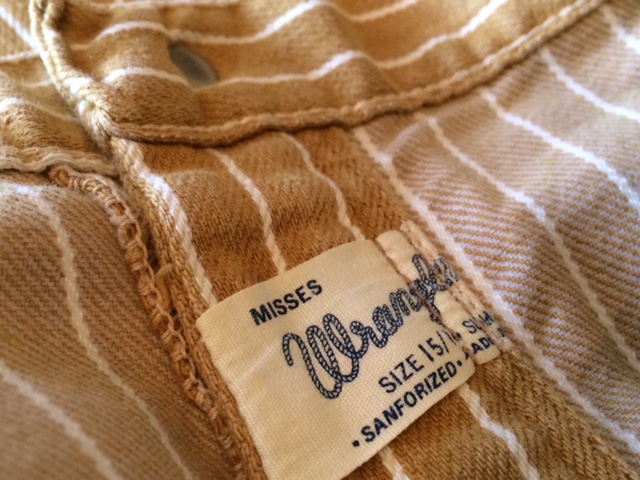 MISSES
Wrangler
SIZE 15/
• SANFORIZED •